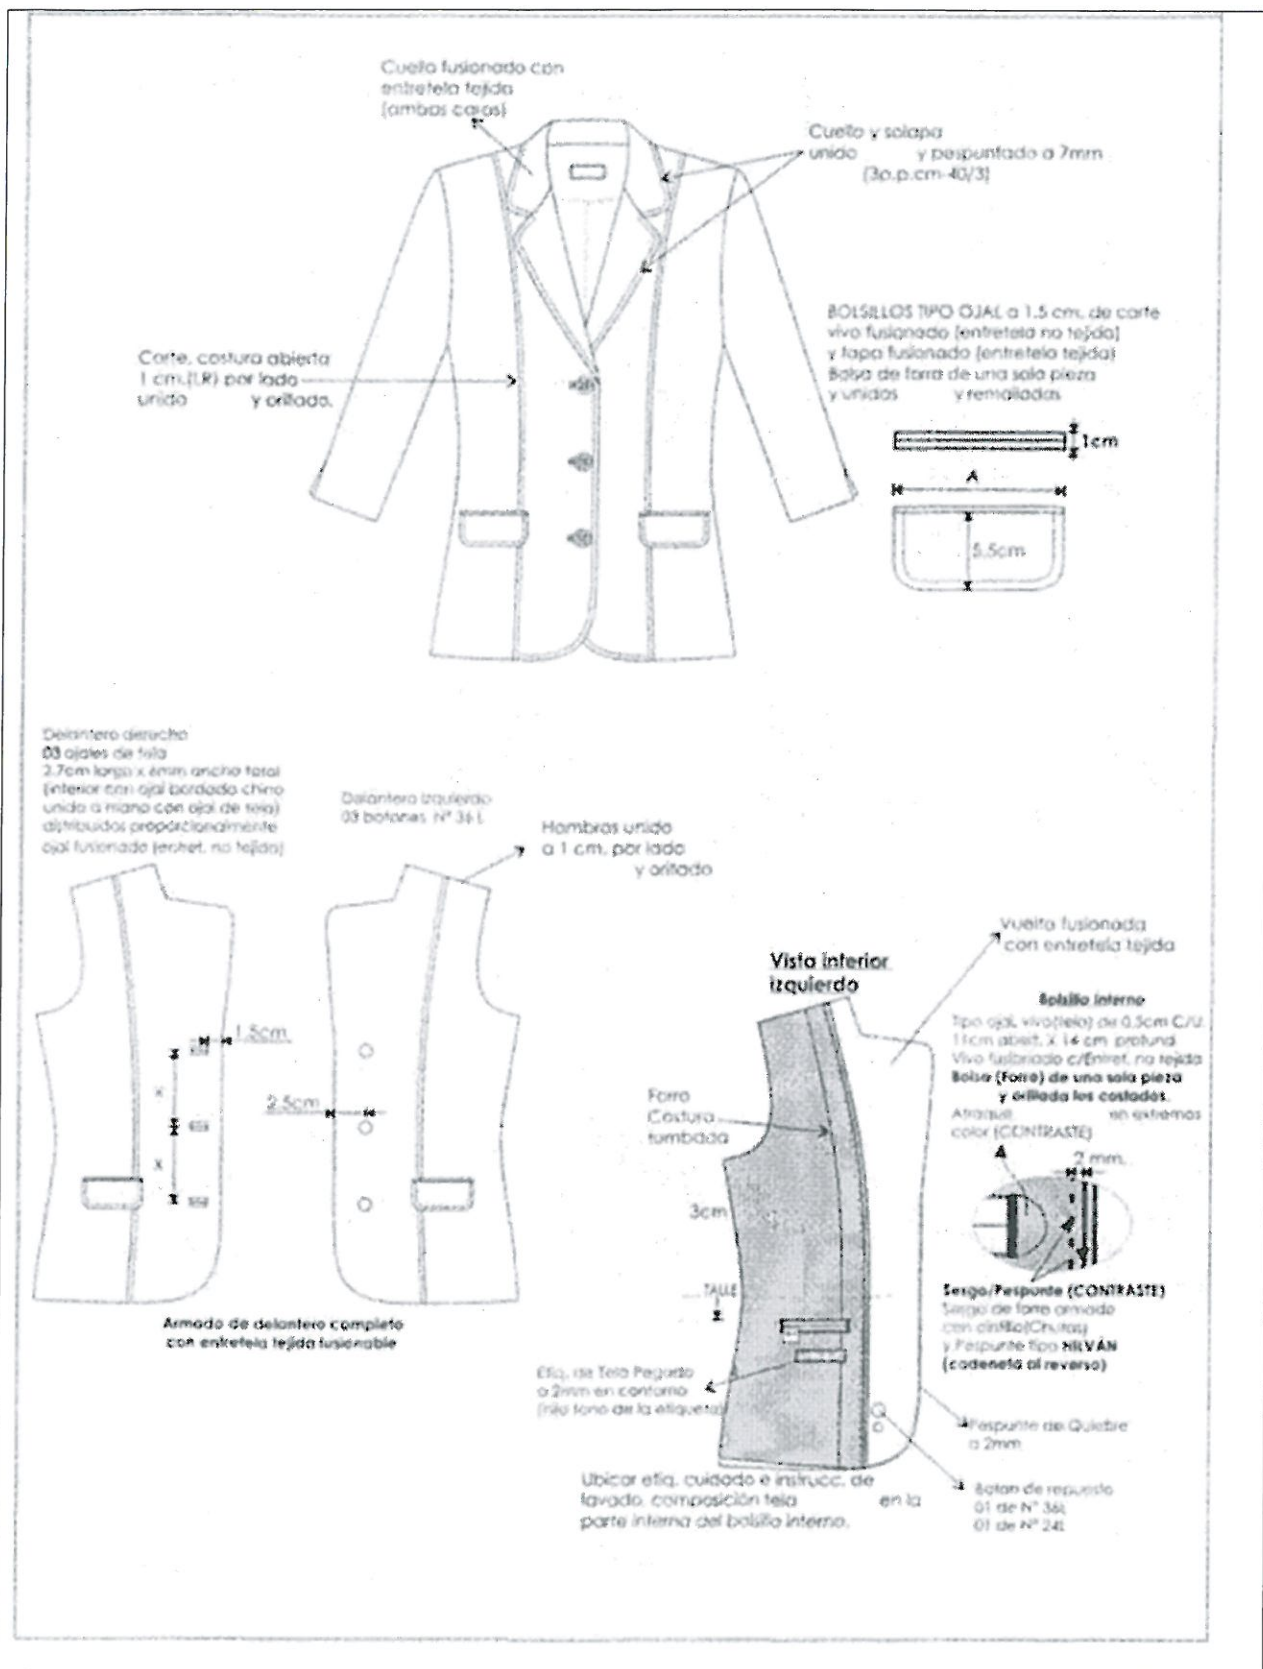 Cuello fusionado con
entretela tejida
(ambas caras)
Cuello y solapa
unido y pespuntado a 7mm
(3p.p.cm-40/3)
BOLSILLOS TIPO OJAL a 1.5 cm. de corte
vivo fusionado (entretela no tejida)
y tapa fusionado (entretela tejida)
Bolsa de forro de una sola pieza
y unidos y remalladas
1cm
A
5.5cm
Corte, costura abierta
1 cm.(LR) por lado
unido y orillado.
Delantero derecho
03 ojales de tela
2.7cm largo x 6mm ancho total
(interior con ojal bordado chino
unido a mano con ojal de tela)
distribuidos proporcionalmente
ojal fusionado (entret. no tejida)
Delantero izquierdo
03 botones N° 36L
Hombros unido
a 1 cm. por lado
y orillado
1.5cm
X
X
2.5cm
Armado de delantero completo
con entretela tejida fusionable
Vuelta fusionada
con entretela tejida
Vista interior
izquierdo
Bolsillo interno
Tipo ojal, vivo(tela) de 0.5cm C/U
11cm abert. X 16 cm profund
Vivo fusionado c/Entret. no tejida
Bolsa (Forro) de una sola pieza
y orillada los costados.
Atraque en extremos
color (CONTRASTE)
A
2 mm.
Forro
Costura
tumbada
3cm
TALLE
Sesgo/Pespunte (CONTRASTE)
Sesgo de forro armado
con cintillo(Chutas)
y Pespunte tipo HILVÁN
(cadeneta al reverso)
Etiq. de Tela Pegado
a 2mm en contorno
(hilo tono de la etiqueta)
Pespunte de Quiebre
a 2mm
Ubicar etiq. cuidado e instrucc. de
lavado, composición tela en la
parte interna del bolsillo interno.
Boton de repuesto
01 de N° 36L
01 de N° 24L